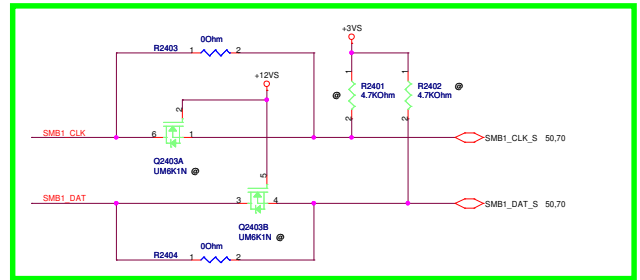 +3VS
R2403
1
0Ohm
2
+12VS
1
1
R2401
4.7KOhm
@
2
R2402
4.7KOhm
@
2
2
SMB1_CLK
6
1
SMB1_CLK_S 50,70
Q2403A
UM6K1N @
5
SMB1_DAT
3
4
SMB1_DAT_S 50,70
Q2403B
UM6K1N @
R2404
1
0Ohm
2